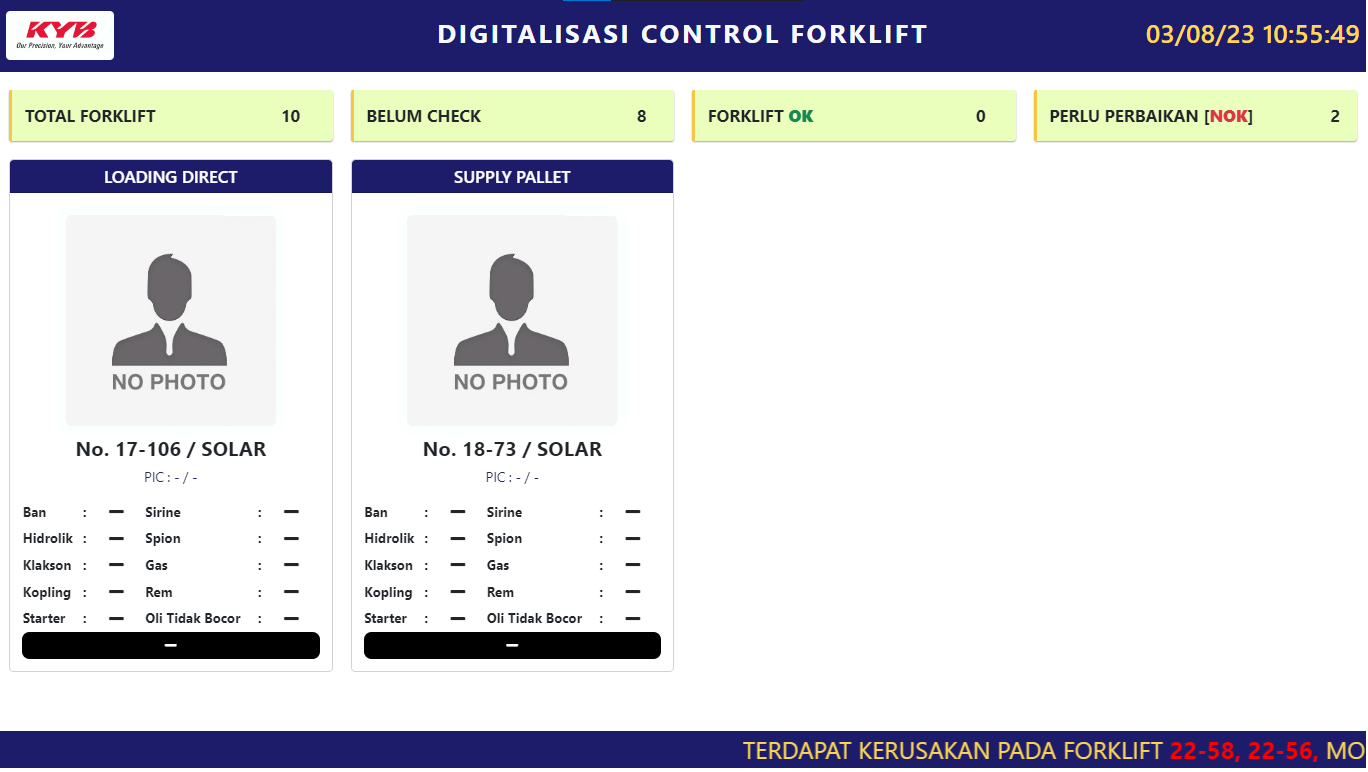 KYB
Our Precision, Your Advantage
DIGITALISASI CONTROL FORKLIFT
03/08/23 10:55:49
TOTAL FORKLIFT 10
BELUM CHECK 8
FORKLIFT OK 0
PERLU PERBAIKAN [NOK] 2
LOADING DIRECT
NO PHOTO
No. 17-106 / SOLAR
PIC : - / -
Ban : – Sirine : –
Hidrolik : – Spion : –
Klakson : – Gas : –
Kopling : – Rem : –
Starter : – Oli Tidak Bocor : –
–
SUPPLY PALLET
NO PHOTO
No. 18-73 / SOLAR
PIC : - / -
Ban : – Sirine : –
Hidrolik : – Spion : –
Klakson : – Gas : –
Kopling : – Rem : –
Starter : – Oli Tidak Bocor : –
–
TERDAPAT KERUSAKAN PADA FORKLIFT 22-58, 22-56, MO